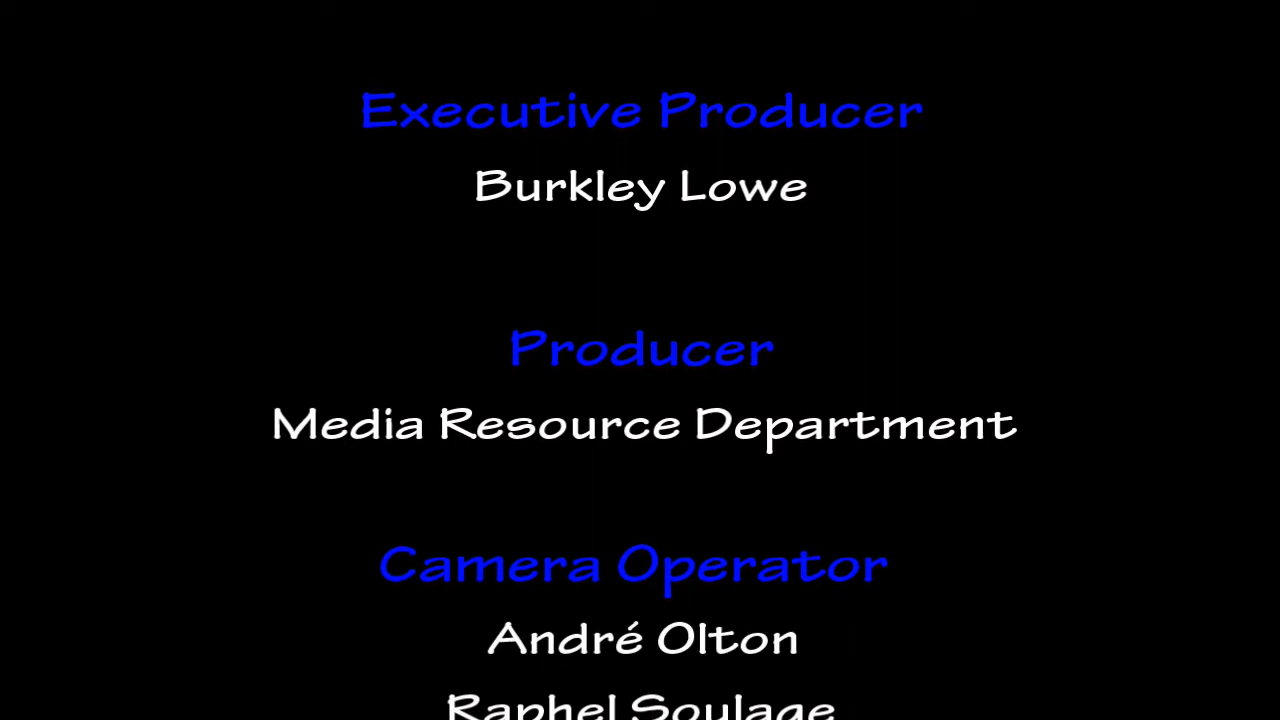 Executive Producer
Burkley Lowe
Producer
Media Resource Department
Camera Operator
André Olton
Raphel Soulage